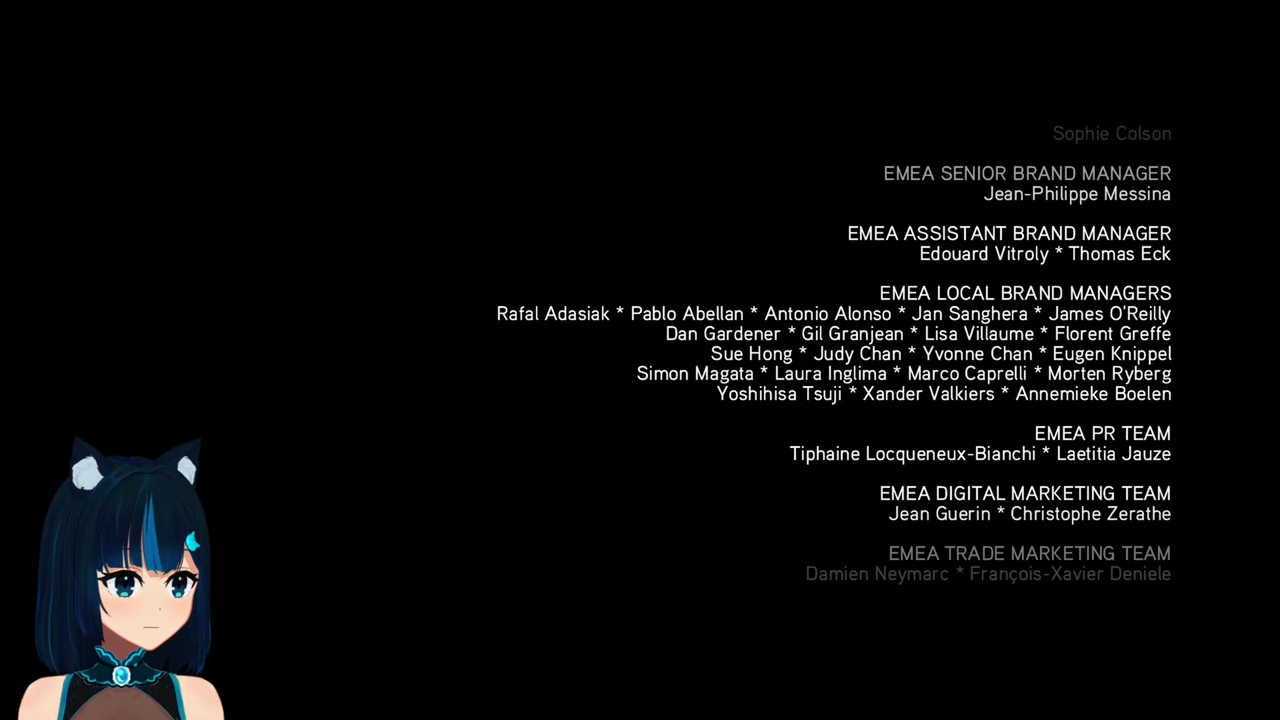 Sophie Colson
EMEA SENIOR BRAND MANAGER
Jean-Philippe Messina
EMEA ASSISTANT BRAND MANAGER
Edouard Vitroly * Thomas Eck
EMEA LOCAL BRAND MANAGERS
Rafal Adasiak * Pablo Abellan * Antonio Alonso * Jan Sanghera * James O'Reilly
Dan Gardener * Gil Granjean * Lisa Villaume * Florent Greffe
Sue Hong * Judy Chan * Yvonne Chan * Eugen Knippel
Simon Magata * Laura Inglima * Marco Caprelli * Morten Ryberg
Yoshihisa Tsuji * Xander Valkiers * Annemieke Boelen
EMEA PR TEAM
Tiphaine Locqueneux-Bianchi * Laetitia Jauze
EMEA DIGITAL MARKETING TEAM
Jean Guerin * Christophe Zerathe
EMEA TRADE MARKETING TEAM
Damien Neymarc * François-Xavier Deniele